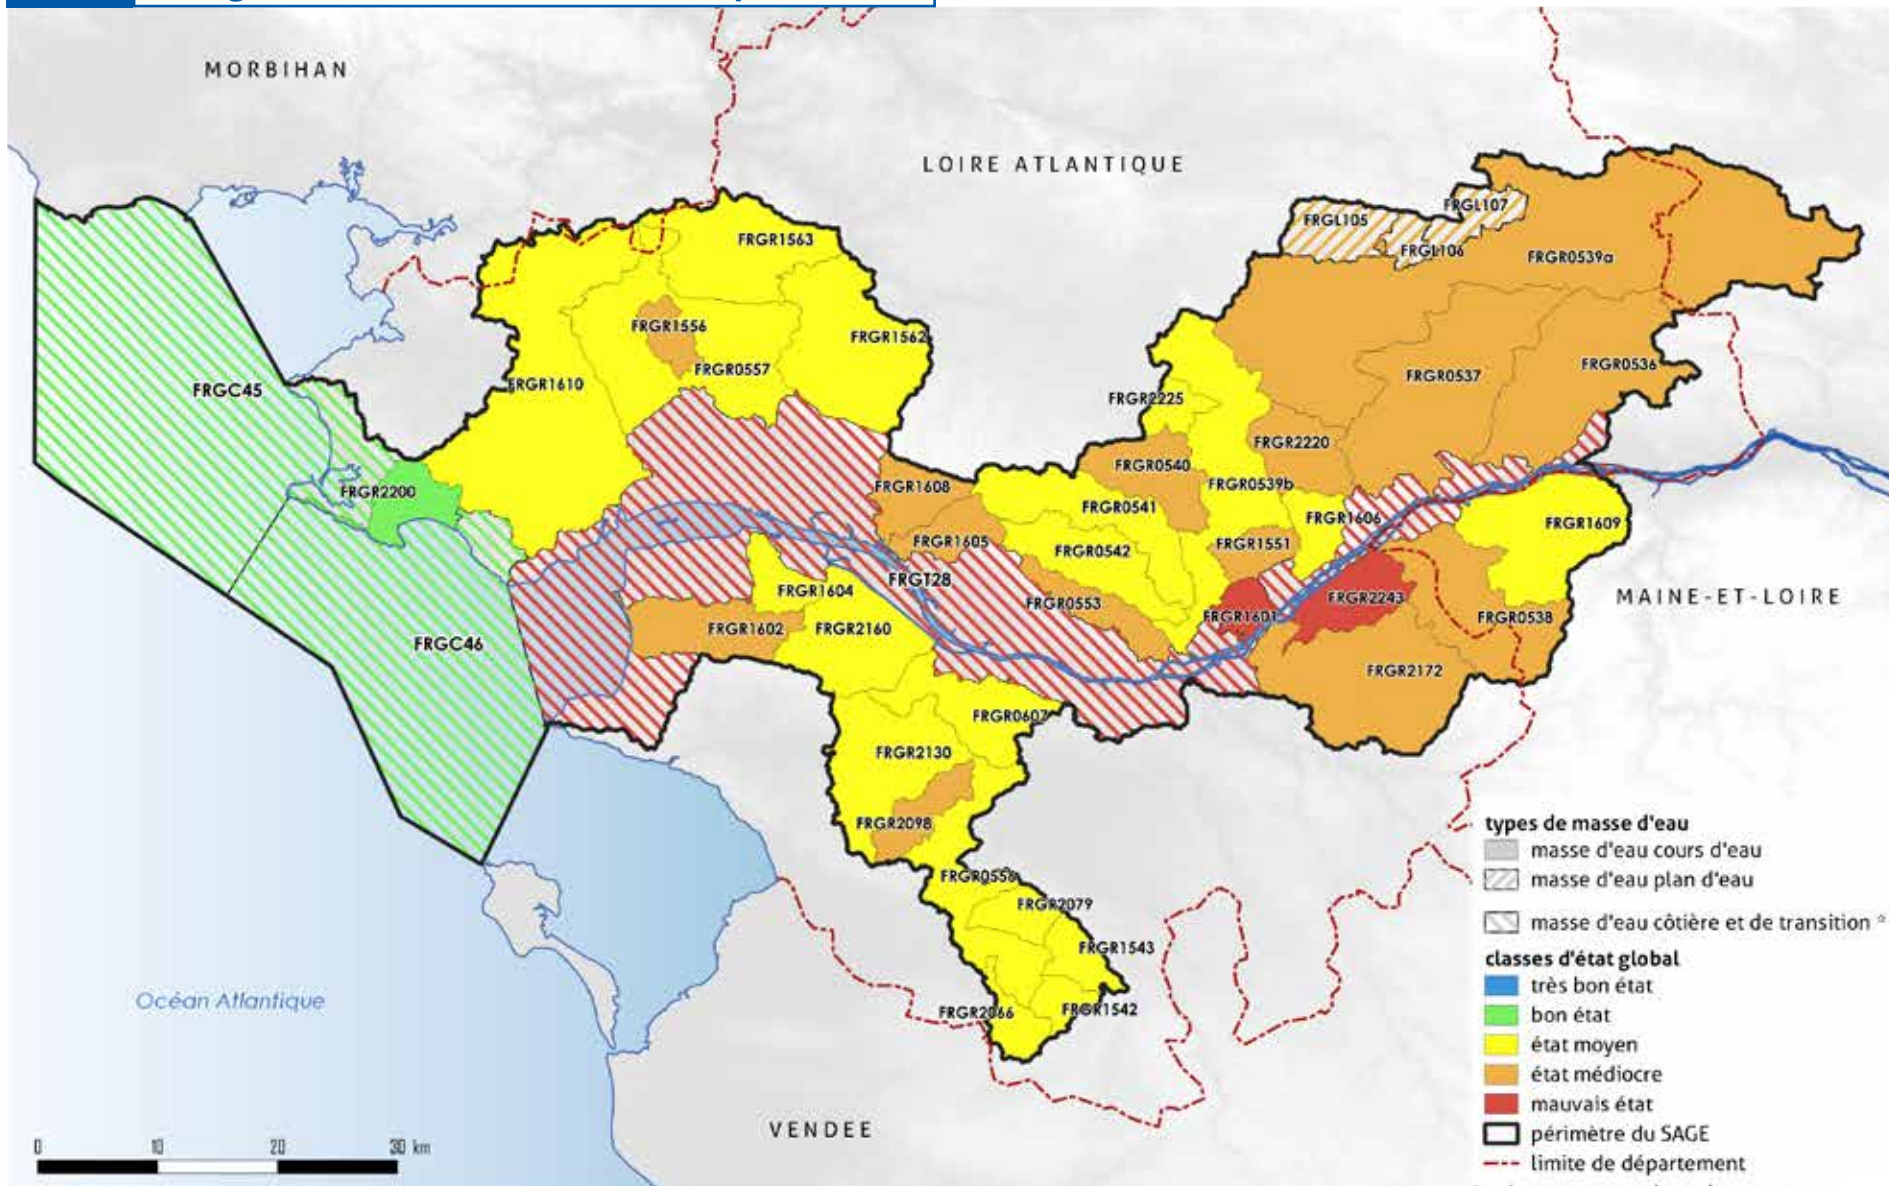 MORBIHAN
LOIRE ATLANTIQUE
FRGL107
FRGL105
FRGL106
FRGR1563
FRGR0539a
FRGR1556
FRGR1562
FRGR0557
FRGR0536
FRGR0537
FRGC45
FRGR1610
FRGR2225
FRGR2220
FRGR0540
FRGR2200
FRGR1608
FRGR0539b
FRGR0541
FRGR1606
FRGR1609
FRGR1605
FRGR0542
FRGR1551
FRGT28
FRGR1604
FRGR0553
FRGR2243
MAINE-ET-LOIRE
FRGR1601
FRGR0538
FRGR1602
FRGR2160
FRGC46
FRGR2172
FRGR0607
FRGR2130
FRGR2098
FRGR0556
FRGR2079
FRGR1543
FRGR2066
FRGR1542
Océan Atlantique
VENDEE
0 10 20 30 km
types de masse d'eau
masse d'eau cours d'eau
masse d'eau plan d'eau
masse d'eau côtière et de transition *
classes d'état global
très bon état
bon état
état moyen
état médiocre
mauvais état
périmètre du SAGE
limite de département